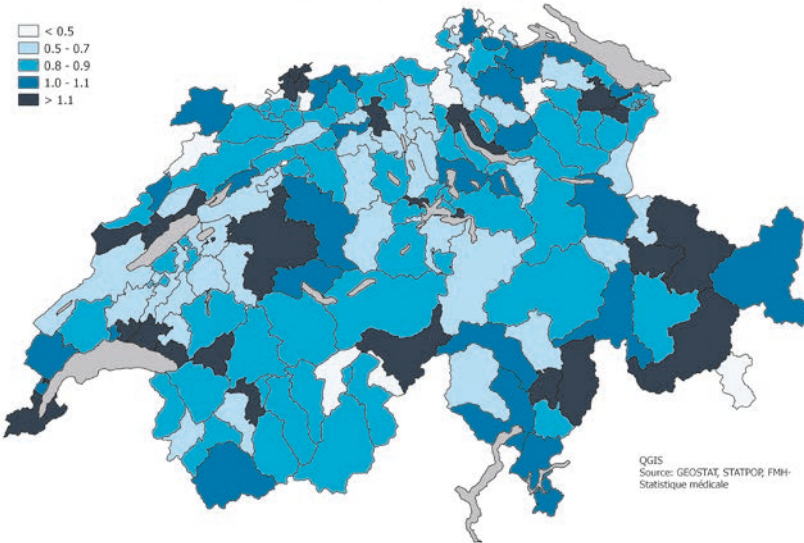 < 0.5
0.5 - 0.7
0.8 - 0.9
1.0 - 1.1
> 1.1
QGIS
Source: GEOSTAT, STATPOP, FMH-
Statistique médicale